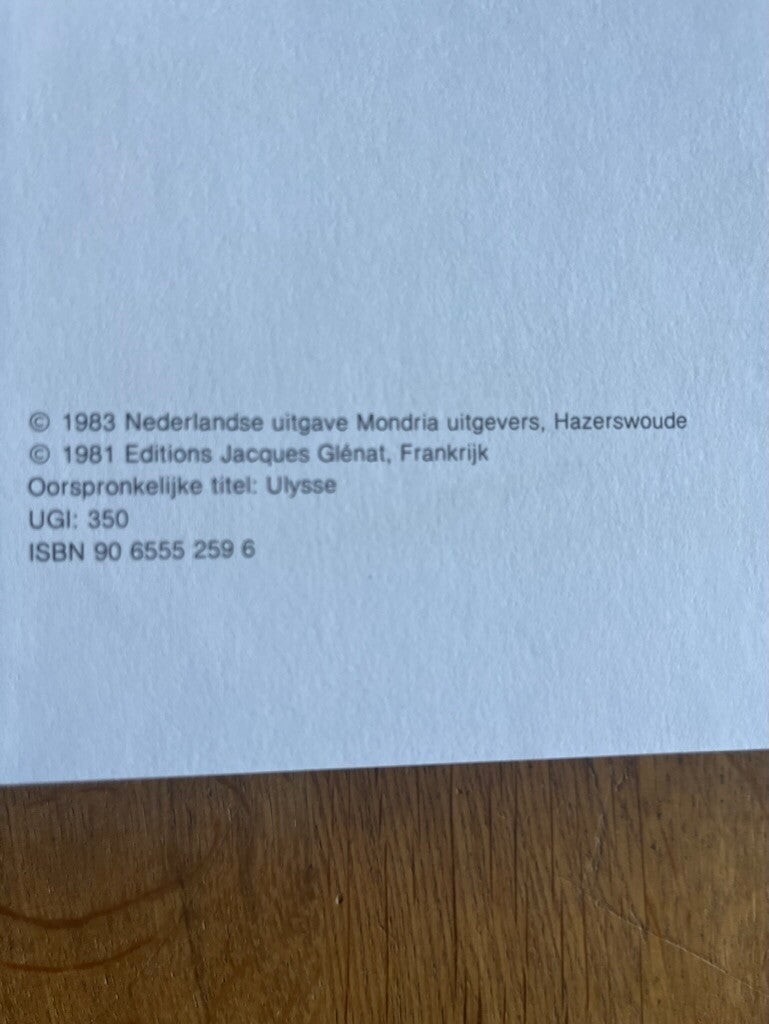 © 1983 Nederlandse uitgave Mondria uitgevers, Hazerswoude
© 1981 Editions Jacques Glénat, Frankrijk
Oorspronkelijke titel: Ulysse
UGI: 350
ISBN 90 6555 259 6